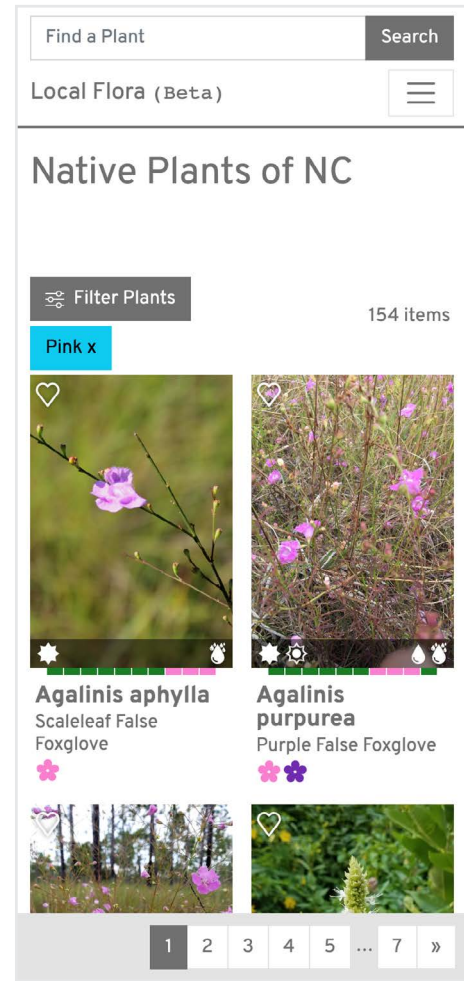 Find a Plant
Search
Local Flora (Beta)
Native Plants of NC
Filter Plants
154 items
Pink x
Agalinis aphylla
Scaleleaf False
Foxglove
Agalinis
purpurea
Purple False Foxglove
1 2 3 4 5 ... 7 »